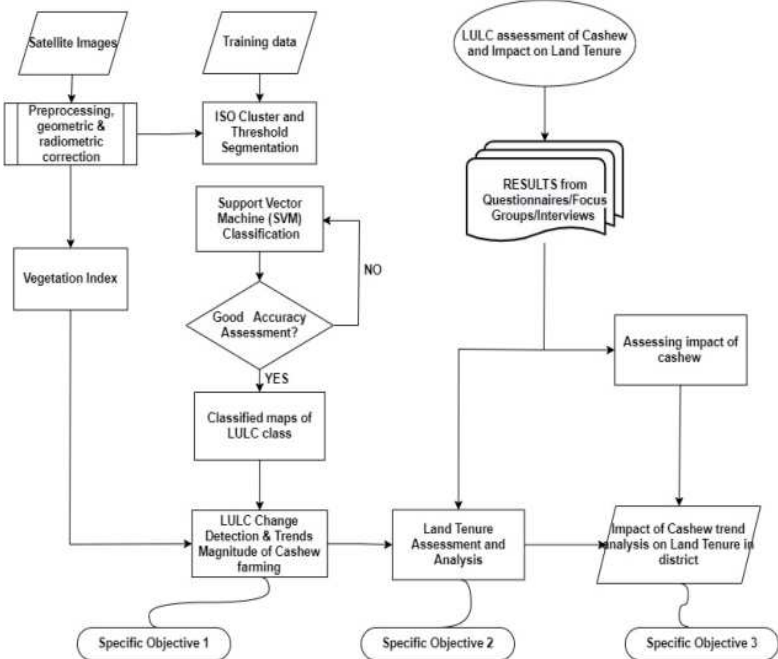 Satellite Images
Training data
LULC assessment of Cashew
and Impact on Land Tenure
Preprocessing,
geometric &
radiometric
correction
ISO Cluster and
Threshold
Segmentation
RESULTS from
Questionnaires/Focus
Groups/Interviews
Support Vector
Machine (SVM)
Classification
NO
Vegetation Index
Good Accuracy
Assessment?
YES
Assessing impact of
cashew
Classified maps of
LULC class
LULC Change
Detection & Trends
Magnitude of Cashew
farming
Land Tenure
Assessment and
Analysis
Impact of Cashew trend
analysis on Land Tenure in
district
Specific Objective 1
Specific Objective 2
Specific Objective 3